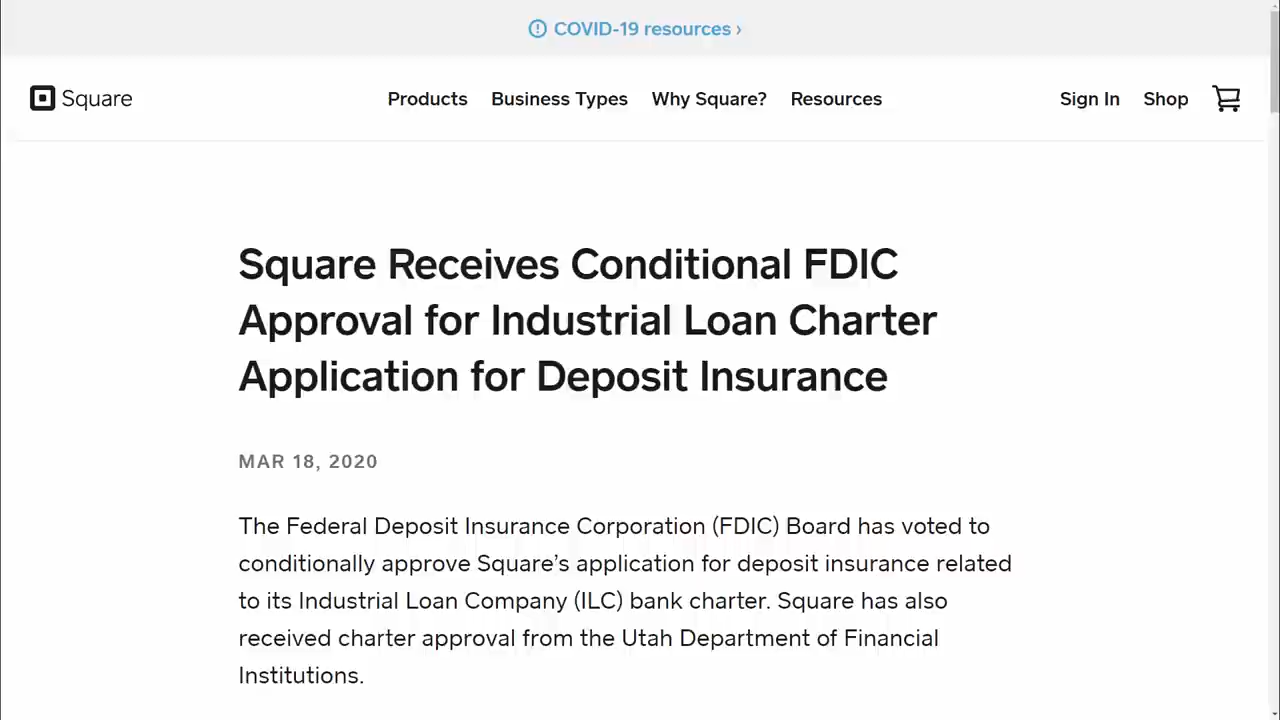 COVID-19 resources ›
Square
Products Business Types Why Square? Resources
Sign In Shop
Square Receives Conditional FDIC
Approval for Industrial Loan Charter
Application for Deposit Insurance
MAR 18, 2020
The Federal Deposit Insurance Corporation (FDIC) Board has voted to
conditionally approve Square’s application for deposit insurance related
to its Industrial Loan Company (ILC) bank charter. Square has also
received charter approval from the Utah Department of Financial
Institutions.